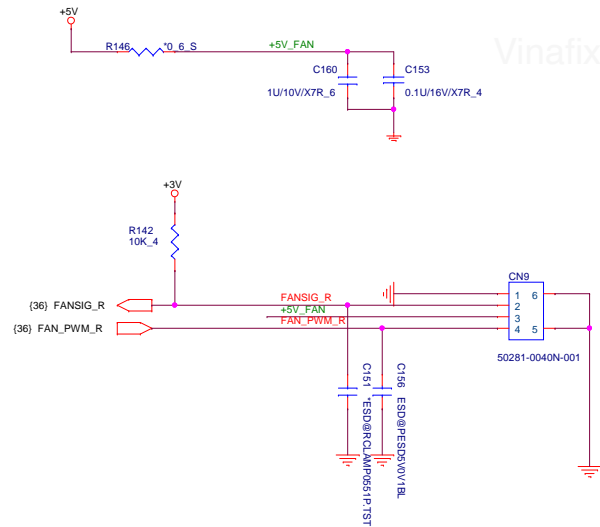 +5V
Vinafix
R146
*0_6_S
+5V_FAN
C160
C153
1U/10V/X7R_6
0.1U/16V/X7R_4
+3V
R142
10K_4
CN9
{36} FANSIG_R
FANSIG_R
1 6
2
+5V_FAN
3
{36} FAN_PWM_R
FAN_PWM_R
4 5
50281-0040N-001
C151
*ESD@RCLAMP0551P.TST
C156
ESD@PESD5V0V1BL